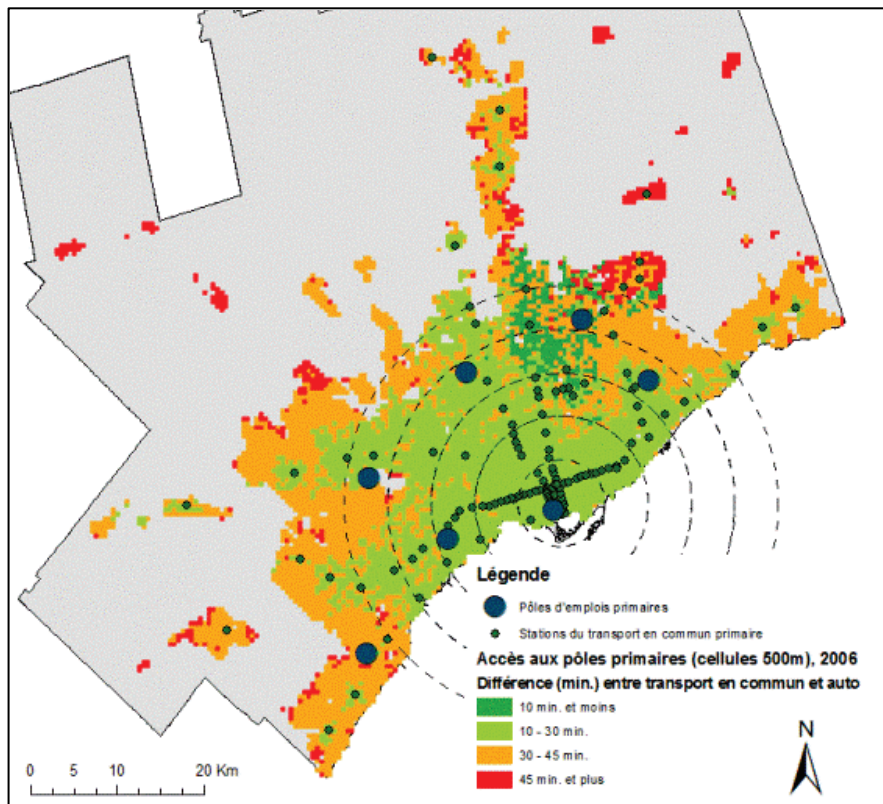 Légende
Pôles d'emplois primaires
Stations du transport en commun primaire
Accès aux pôles primaires (cellules 500m), 2006
Différence (min.) entre transport en commun et auto
10 min. et moins
10 - 30 min.
30 - 45 min.
45 min. et plus
N
0 5 10 20 Km